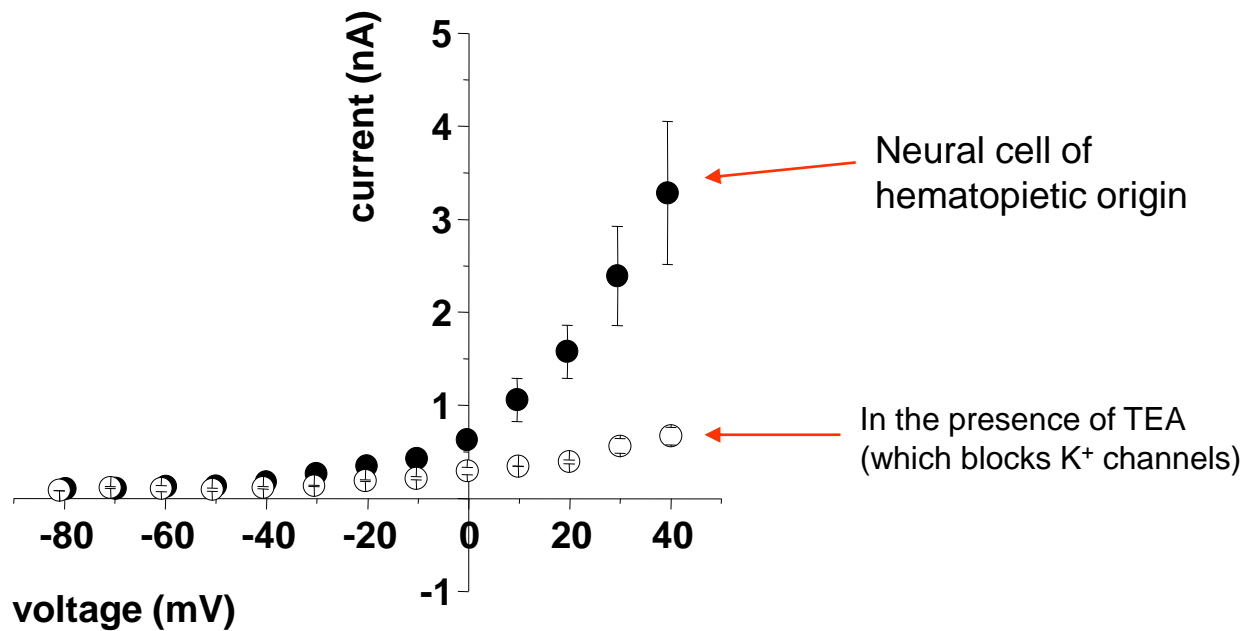 current (nA)
5
4
3
2
1
-1
-80 -60 -40 -20 0 20 40
voltage (mV)
Neural cell of
hematopietic origin
In the presence of TEA
(which blocks K⁺ channels)